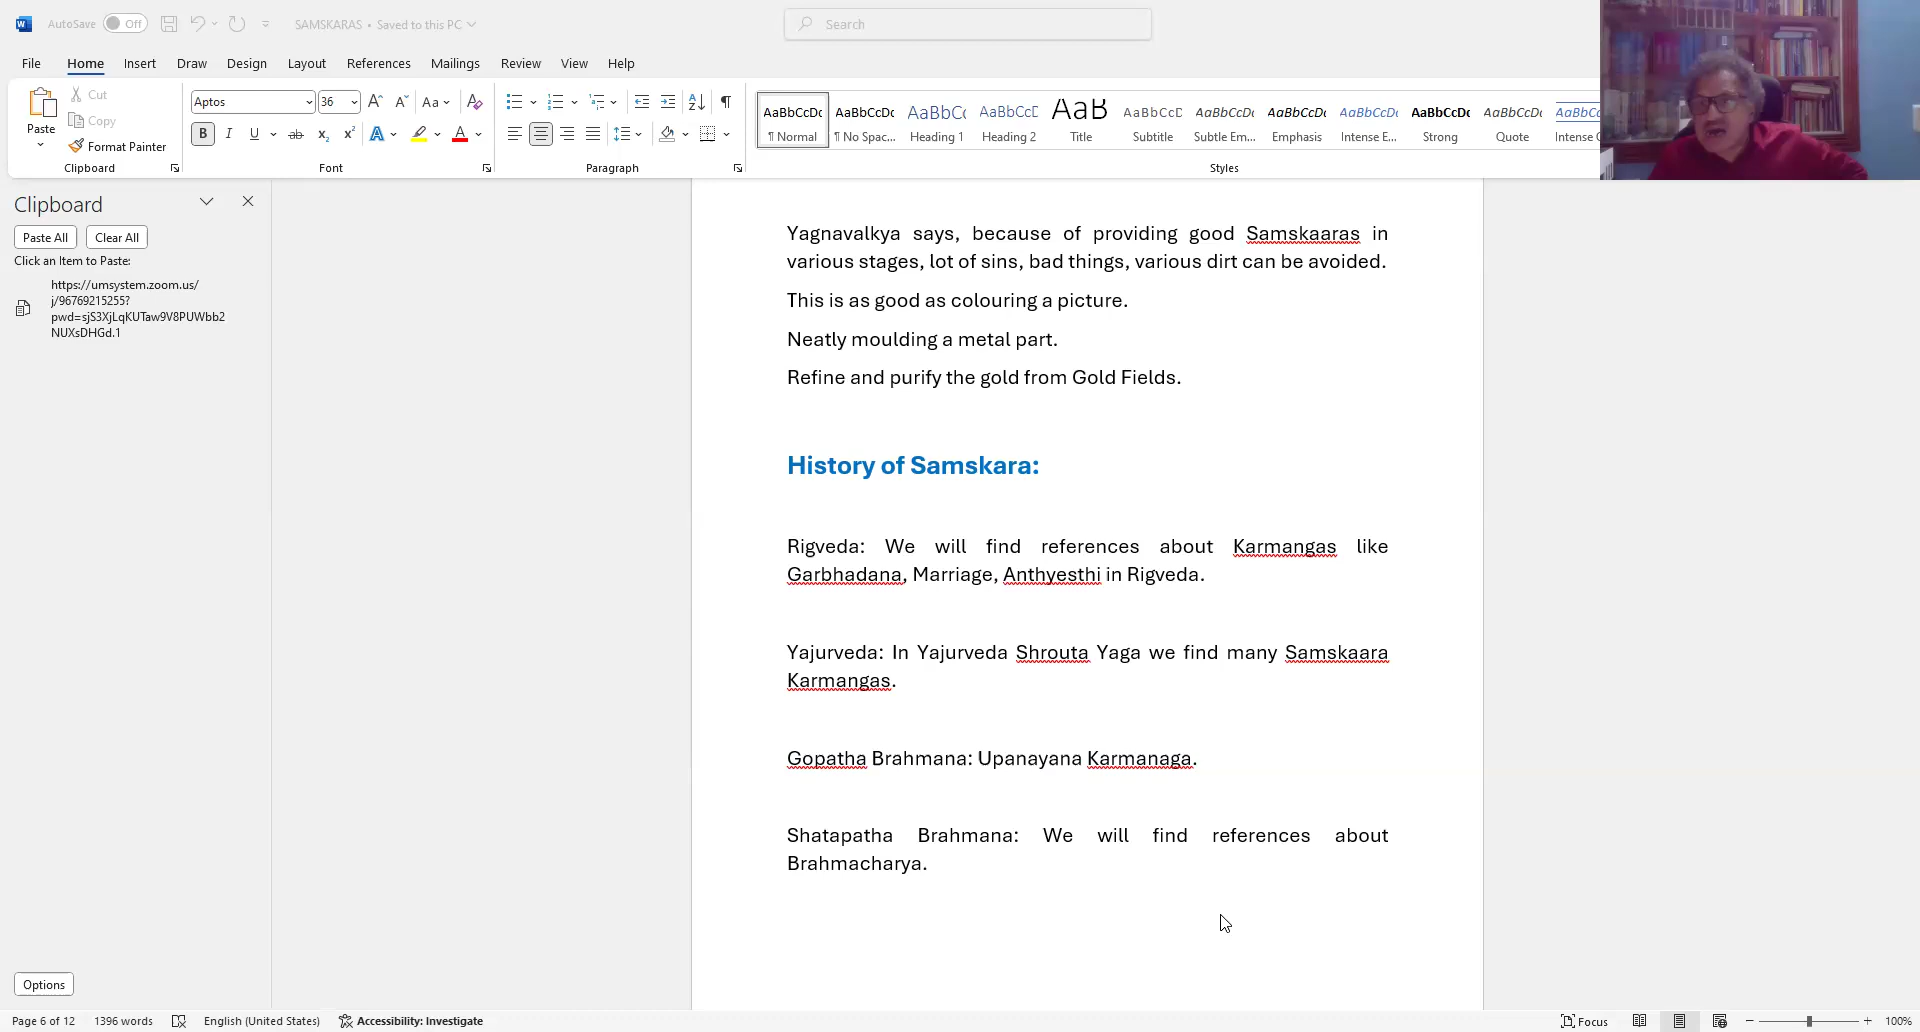 AutoSave Off SAMSKARAS • Saved to this PC Search
File Home Insert Draw Design Layout References Mailings Review View Help
Paste Cut Copy Format Painter Clipboard
Aptos 36 Font
Paragraph
AaBbCcDc AaBbCcDc AaBbCc AaBbCcD AaB AaBbCcD AaBbCcDc AaBbCcDc AaBbCcDc AaBbCcDc AaBbCcDc AaBbCc
¶ Normal ¶ No Spac... Heading 1 Heading 2 Title Subtitle Subtle Em... Emphasis Intense E... Strong Quote Intense
Styles
Clipboard
Paste All Clear All
Click an Item to Paste:
https://umsystem.zoom.us/
j/96769215255?
pwd=sjS3XjLqKUTaw9V8PUWbb2
NUXsDHGd.1
Options
Yagnavalkya says, because of providing good Samskaaras in
various stages, lot of sins, bad things, various dirt can be avoided.
This is as good as colouring a picture.
Neatly moulding a metal part.
Refine and purify the gold from Gold Fields.
History of Samskara:
Rigveda: We will find references about Karmangas like
Garbhadana, Marriage, Anthyesthi in Rigveda.
Yajurveda: In Yajurveda Shrouta Yaga we find many Samskaara
Karmangas.
Gopatha Brahmana: Upanayana Karmanaga.
Shatapatha Brahmana: We will find references about
Brahmacharya.
Page 6 of 12 1396 words English (United States) Accessibility: Investigate Focus 100%